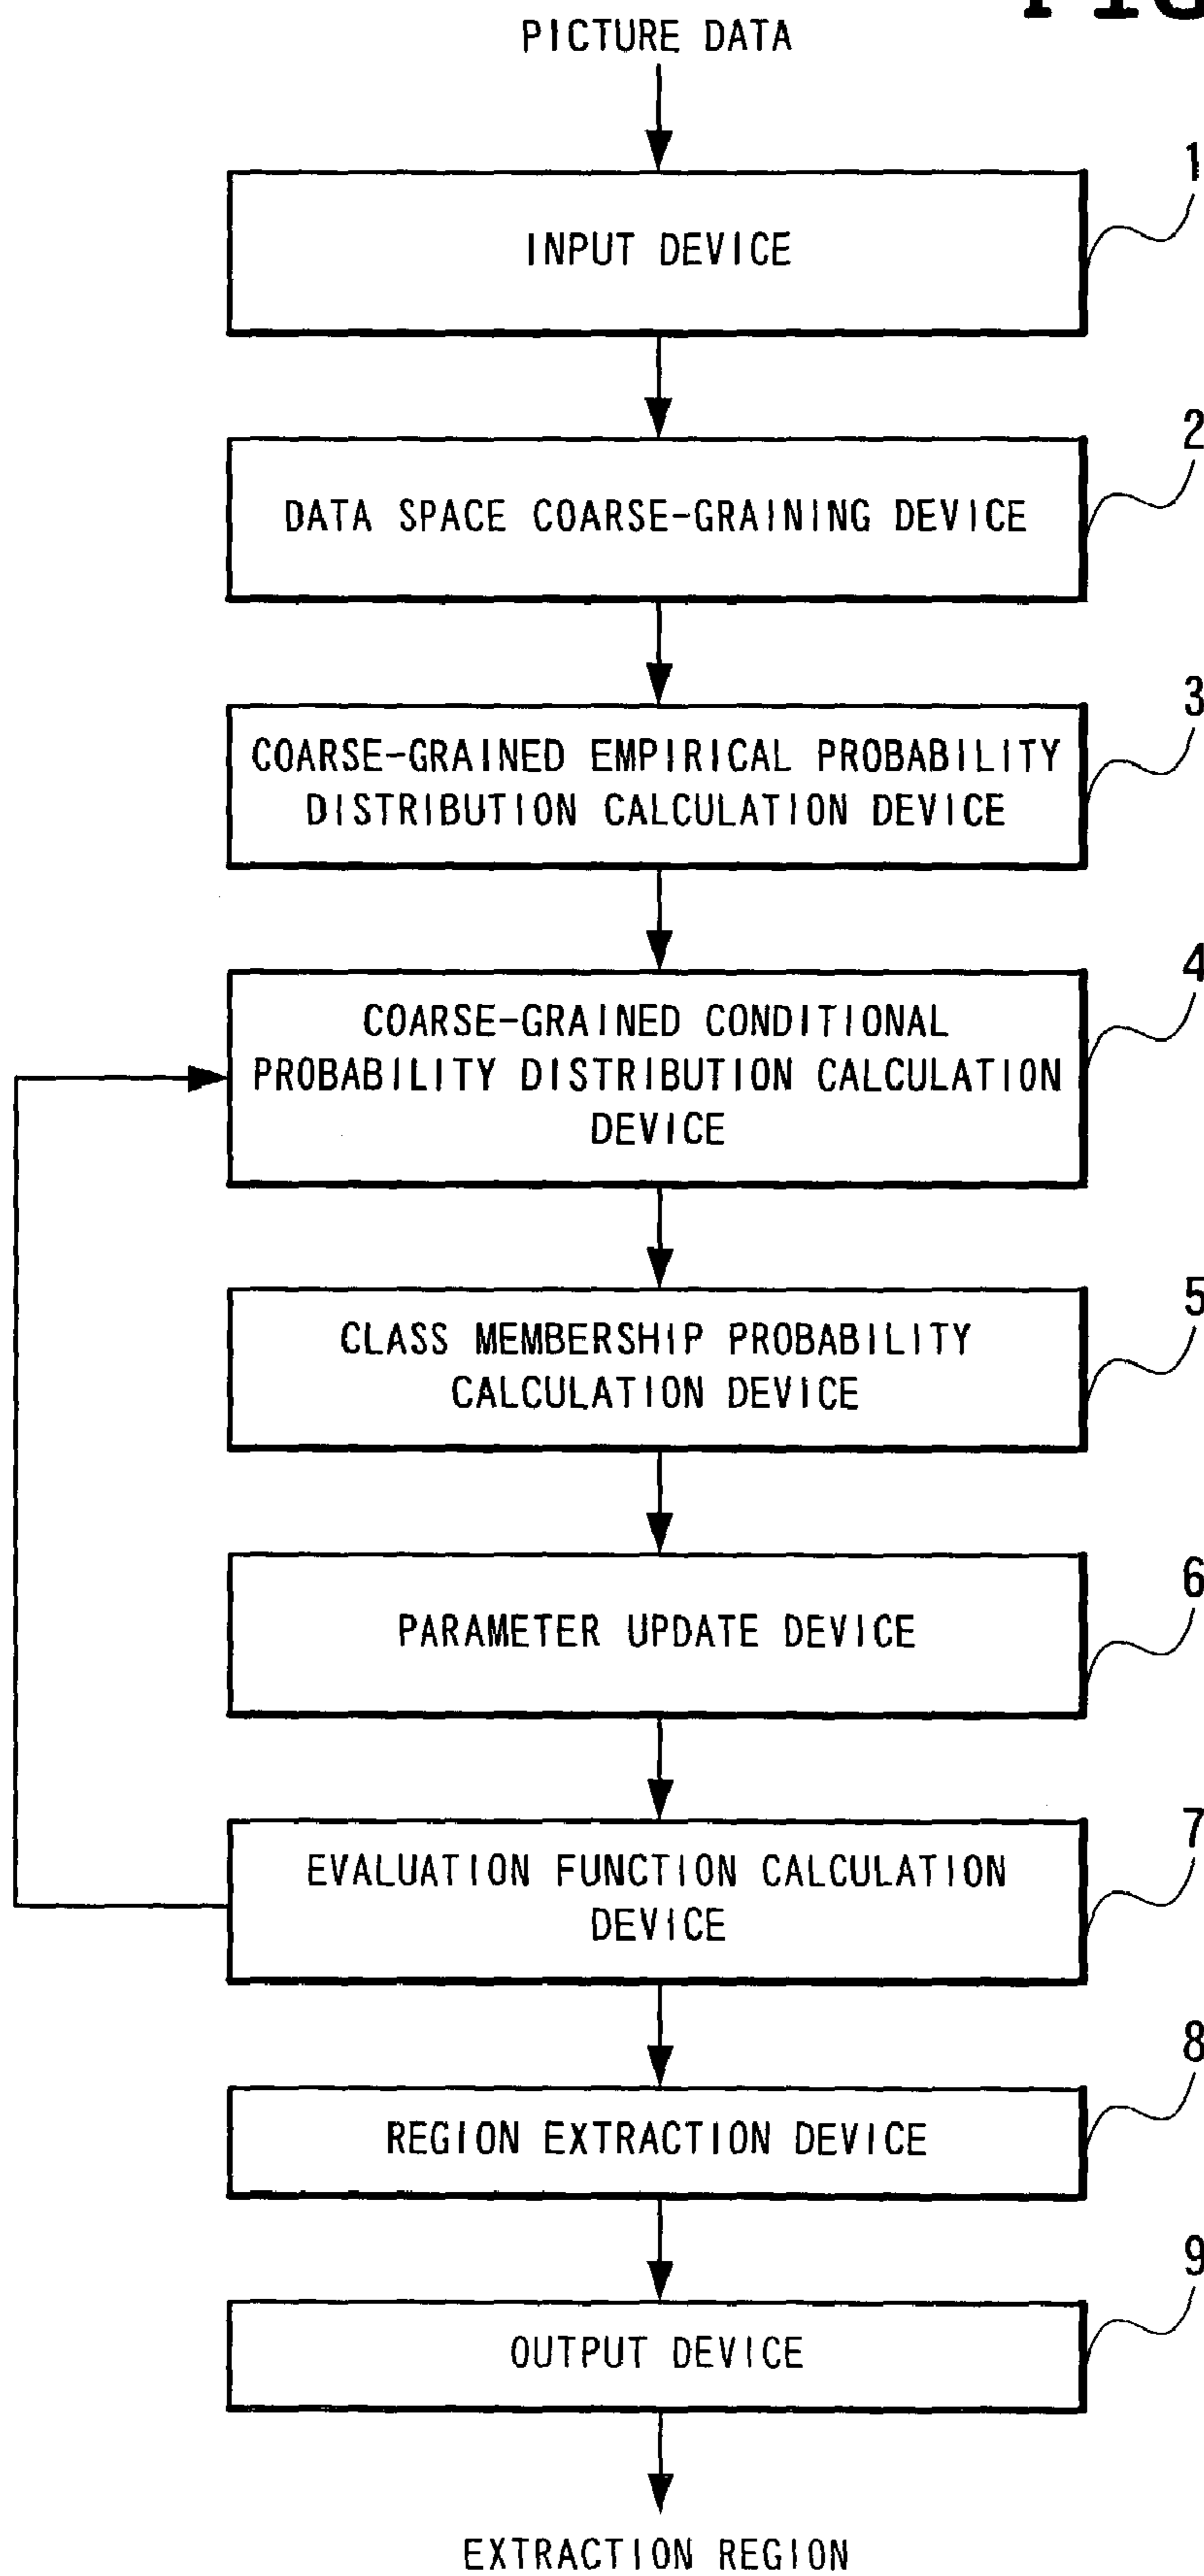 FIG
PICTURE DATA
1
INPUT DEVICE
2
DATA SPACE COARSE-GRAINING DEVICE
3
COARSE-GRAINED EMPIRICAL PROBABILITY
DISTRIBUTION CALCULATION DEVICE
4
COARSE-GRAINED CONDITIONAL
PROBABILITY DISTRIBUTION CALCULATION
DEVICE
5
CLASS MEMBERSHIP PROBABILITY
CALCULATION DEVICE
6
PARAMETER UPDATE DEVICE
7
EVALUATION FUNCTION CALCULATION
DEVICE
8
REGION EXTRACTION DEVICE
9
OUTPUT DEVICE
EXTRACTION REGION